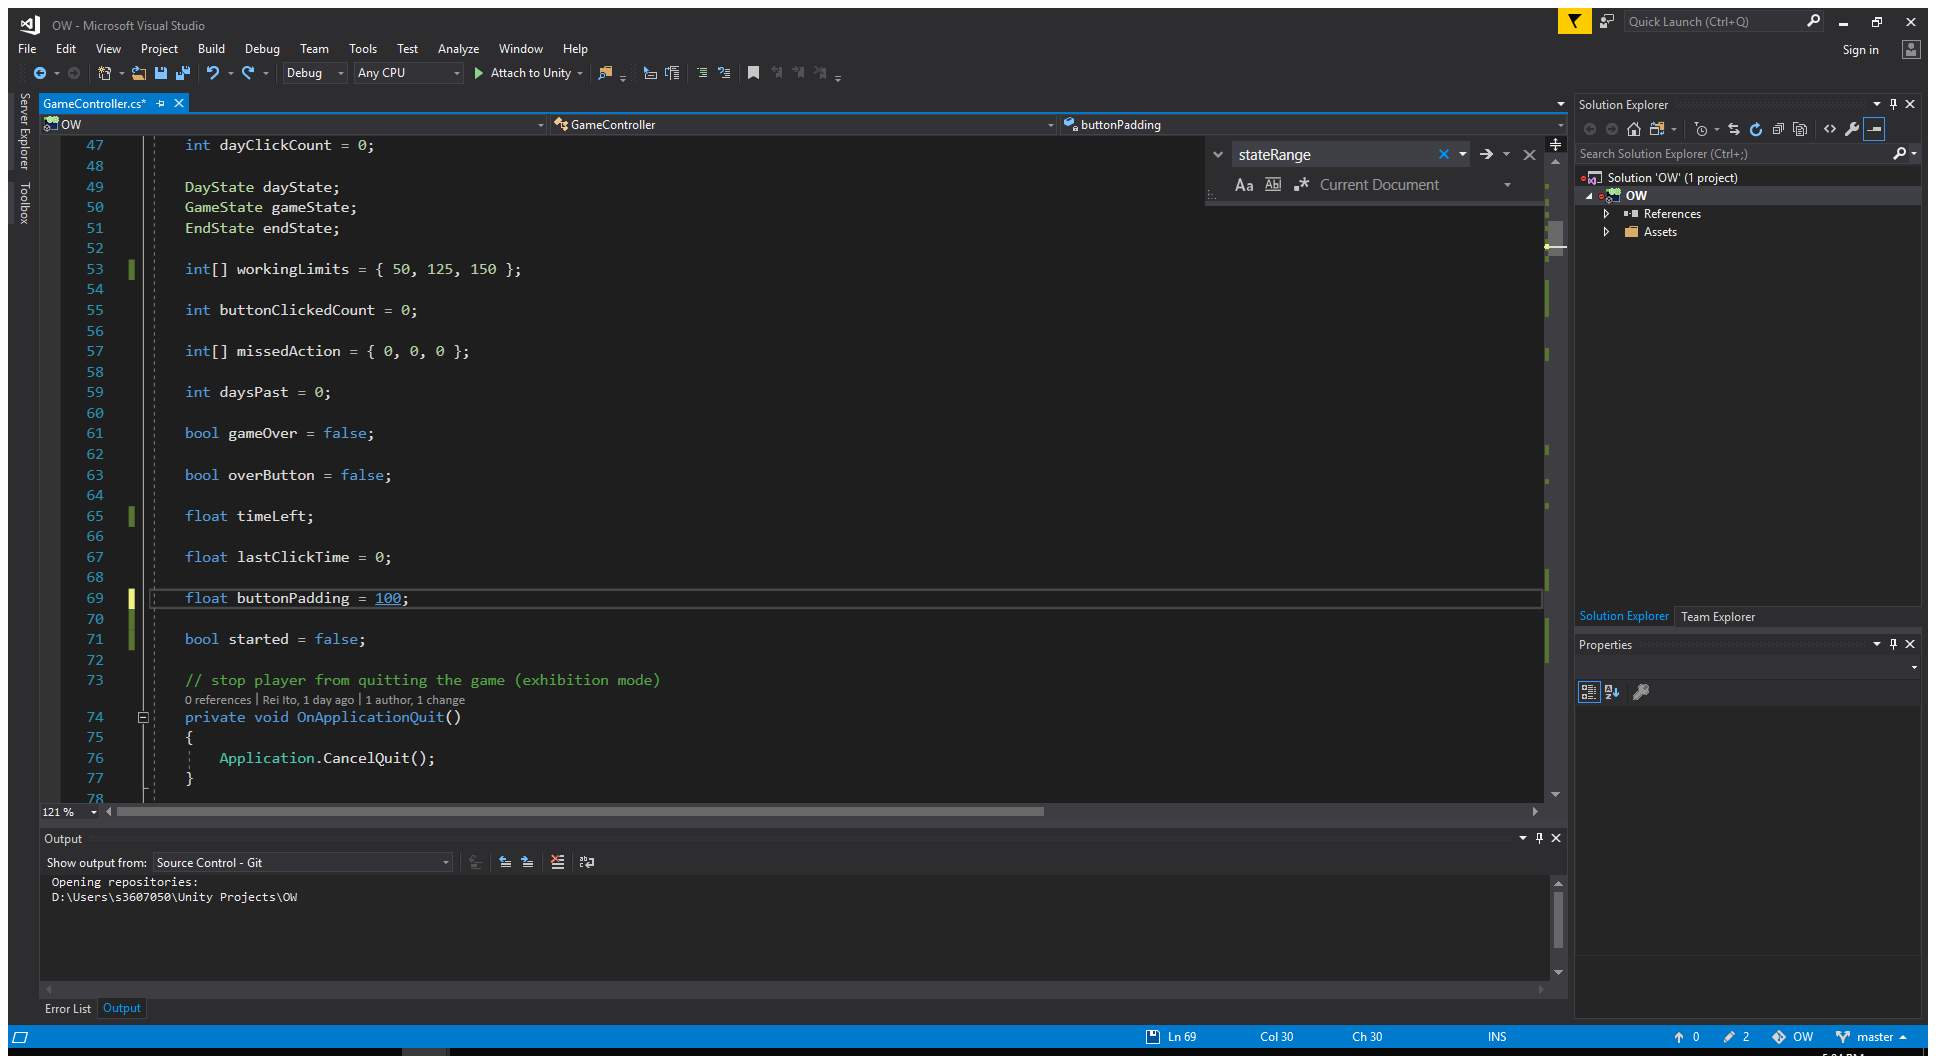 OW - Microsoft Visual Studio
Quick Launch (Ctrl+Q)
File Edit View Project Build Debug Team Tools Test Analyze Window Help
Sign in
Debug Any CPU Attach to Unity
Server Explorer
Toolbox
GameController.cs*
OW GameController buttonPadding
stateRange
Aa Ab| .* Current Document
47 int dayClickCount = 0;
48
49 DayState dayState;
50 GameState gameState;
51 EndState endState;
52
53 int[] workingLimits = { 50, 125, 150 };
54
55 int buttonClickedCount = 0;
56
57 int[] missedAction = { 0, 0, 0 };
58
59 int daysPast = 0;
60
61 bool gameOver = false;
62
63 bool overButton = false;
64
65 float timeLeft;
66
67 float lastClickTime = 0;
68
69 float buttonPadding = 100;
70
71 bool started = false;
72
73 // stop player from quitting the game (exhibition mode)
0 references | Rei Ito, 1 day ago | 1 author, 1 change
74 private void OnApplicationQuit()
75 {
76 Application.CancelQuit();
77 }
78
121 %
Output
Show output from: Source Control - Git
Opening repositories:
D:\Users\s3607050\Unity Projects\OW
Error List Output
Solution Explorer
Search Solution Explorer (Ctrl+;)
Solution 'OW' (1 project)
OW
References
Assets
Solution Explorer Team Explorer
Properties
Ln 69 Col 30 Ch 30 INS 0 2 OW master